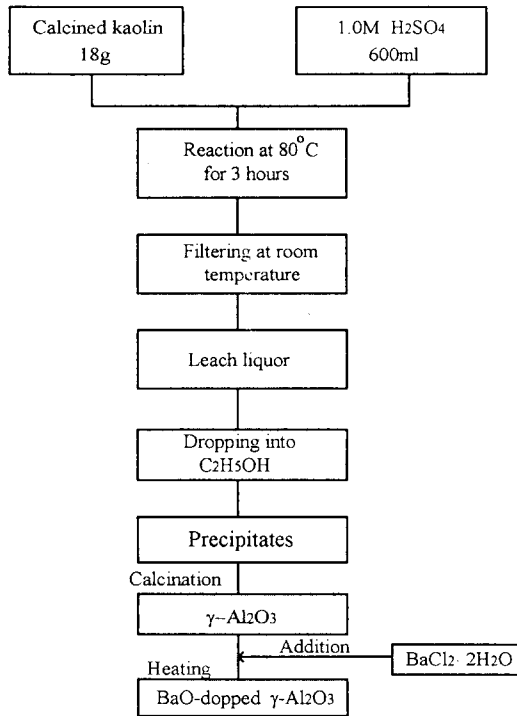 Calcined kaolin
18g
1.0M H2SO4
600ml
Reaction at 80°C
for 3 hours
Filtering at room
temperature
Leach liquor
Dropping into
C2H5OH
Precipitates
Calcination
γ-Al2O3
Addition
BaCl2· 2H2O
Heating
BaO-dopped γ-Al2O3